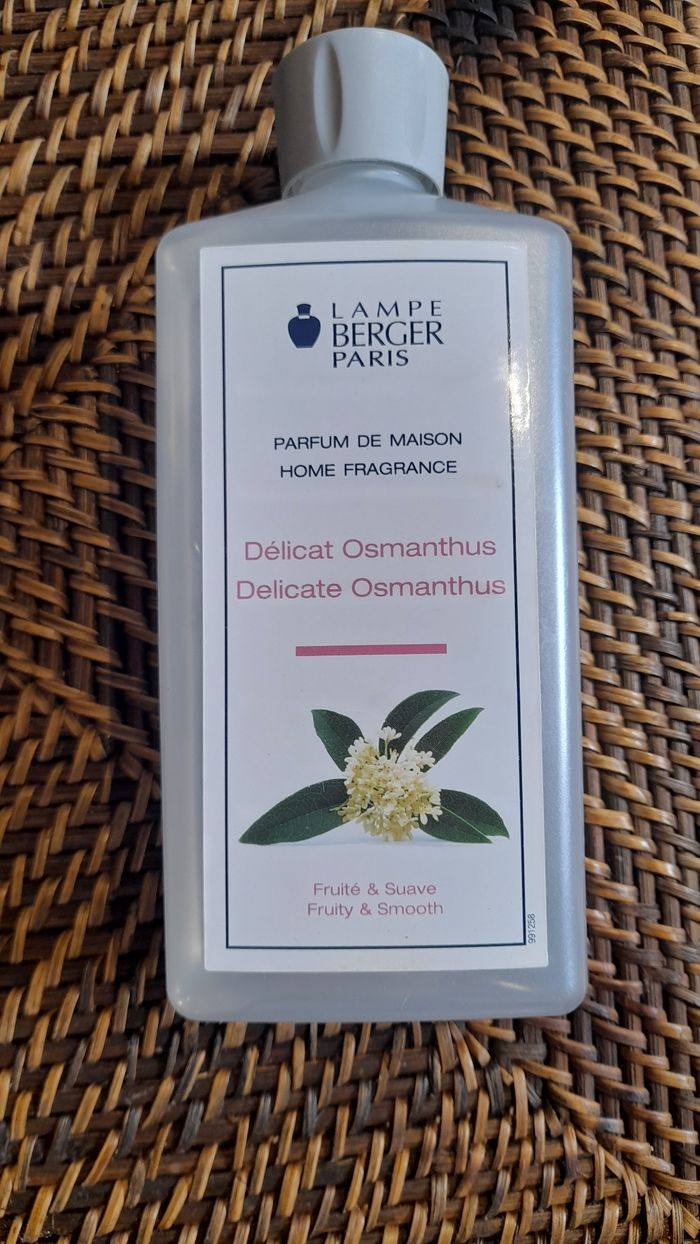 LAMPE
BERGER
PARIS
PARFUM DE MAISON
HOME FRAGRANCE
Délicat Osmanthus
Delicate Osmanthus
Fruité & Suave
Fruity & Smooth
991258